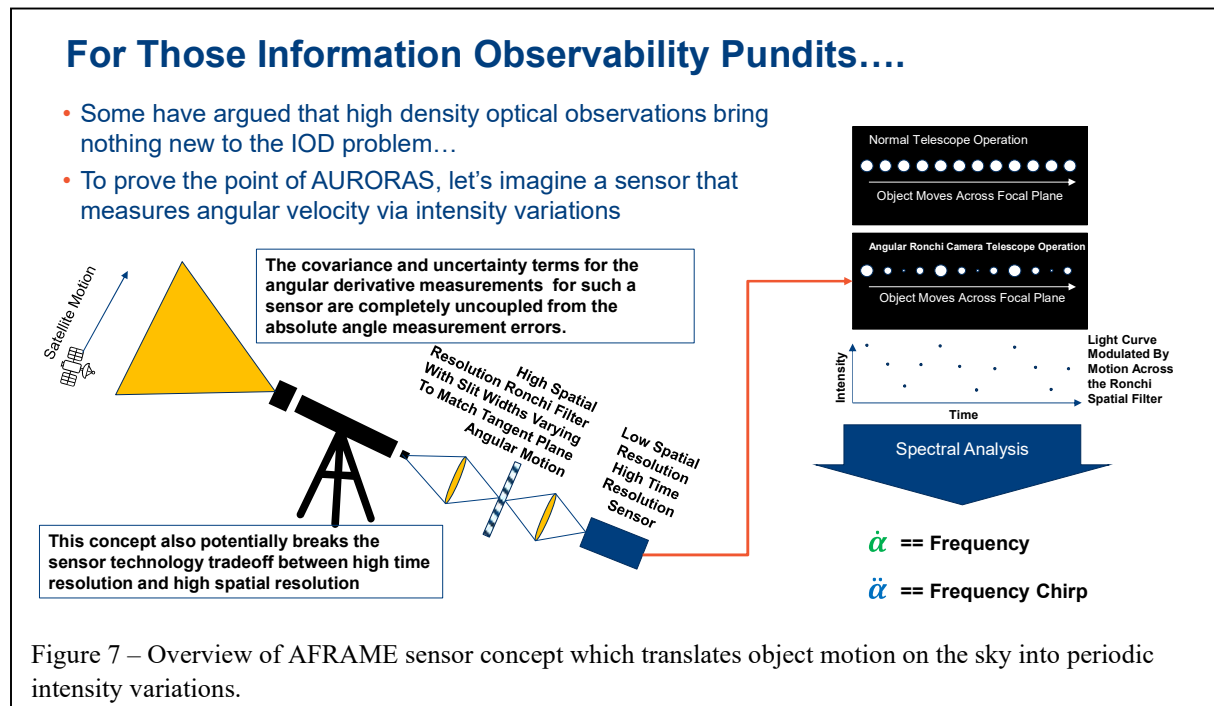 For Those Information Observability Pundits….
• Some have argued that high density optical observations bring
nothing new to the IOD problem…
• To prove the point of AURORAS, let's imagine a sensor that
measures angular velocity via intensity variations
Satellite Motion
The covariance and uncertainty terms for the
angular derivative measurements for such a
sensor are completely uncoupled from the
absolute angle measurement errors.
High Spatial
Resolution Ronchi Filter
With Slit Widths Varying
To Match Tangent Plane
Angular Motion
Low Spatial
Resolution
High Time
Resolution
Sensor
This concept also potentially breaks the
sensor technology tradeoff between high time
resolution and high spatial resolution
Normal Telescope Operation
Object Moves Across Focal Plane
Angular Ronchi Camera Telescope Operation
Object Moves Across Focal Plane
Intensity
Time
Light Curve
Modulated By
Motion Across
the Ronchi
Spatial Filter
Spectral Analysis
α̇ == Frequency
α̈ == Frequency Chirp
Figure 7 – Overview of AFRAME sensor concept which translates object motion on the sky into periodic
intensity variations.